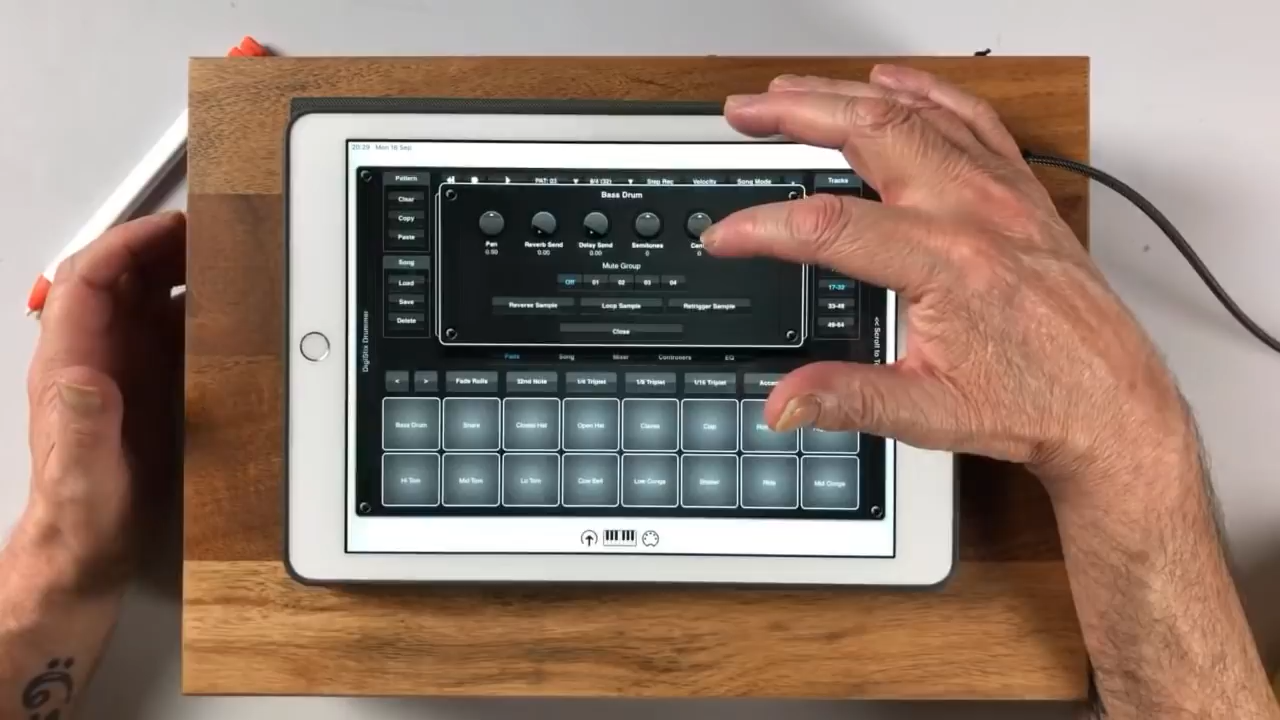 20:29 Mon 16 Sep
Pattern
PAT: 03 6/4 (32) Step Rec Velocity Song Mode
Tracks
Bass Drum
Clear
Copy
Paste
Pan Reverb Send Delay Send Semitones
0.50 0.00 0.00 0 0
Song
Mute Group
Load
Off 01 02 03 04
17-32
Save
Reverse Sample Loop Sample Retrigger Sample
33-48
Delete
Close
49-64
DigiStix Drummer
<< Scroll to
Pads Song Mixer Controllers EQ
< > Fade Rolls 32nd Note 1/4 Triplet 1/8 Triplet 1/16 Triplet
Bass Drum Snare Closed Hat Open Hat Claves Clap
Hi Tom Mid Tom Lo Tom Cow Bell Low Conga Shaker Ride Mid Conga